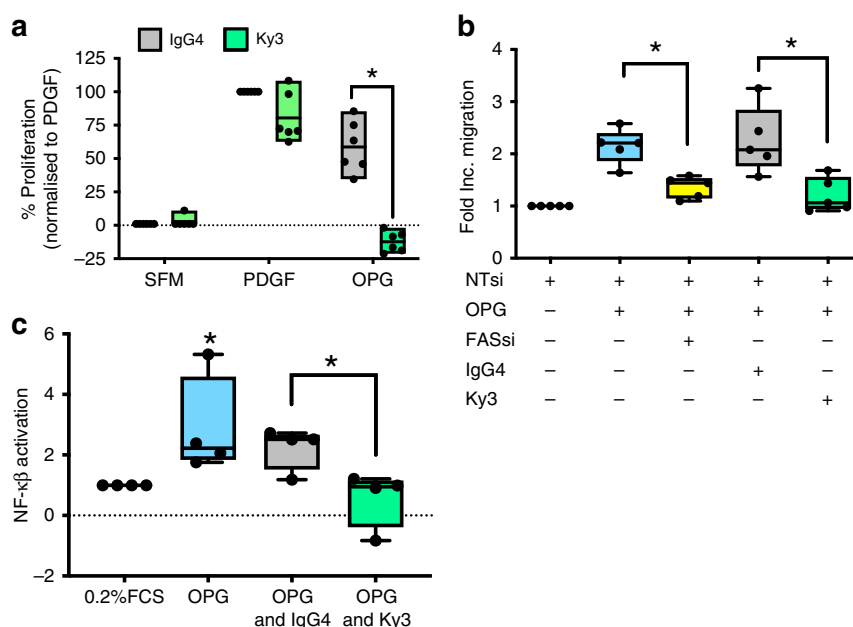 a
IgG4 Ky3
% Proliferation
(normalised to PDGF)
125
100
75
50
25
0
−25
*
SFM PDGF OPG
b
Fold Inc. migration
4
3
2
1
0
* *
NTsi + + + + +
OPG − + + + +
FASsi − − + − −
IgG4 − − − + −
Ky3 − − − − +
c
NF-κβ activation
6
4
2
0
−2
* *
0.2%FCS OPG OPG OPG
and IgG4 and Ky3